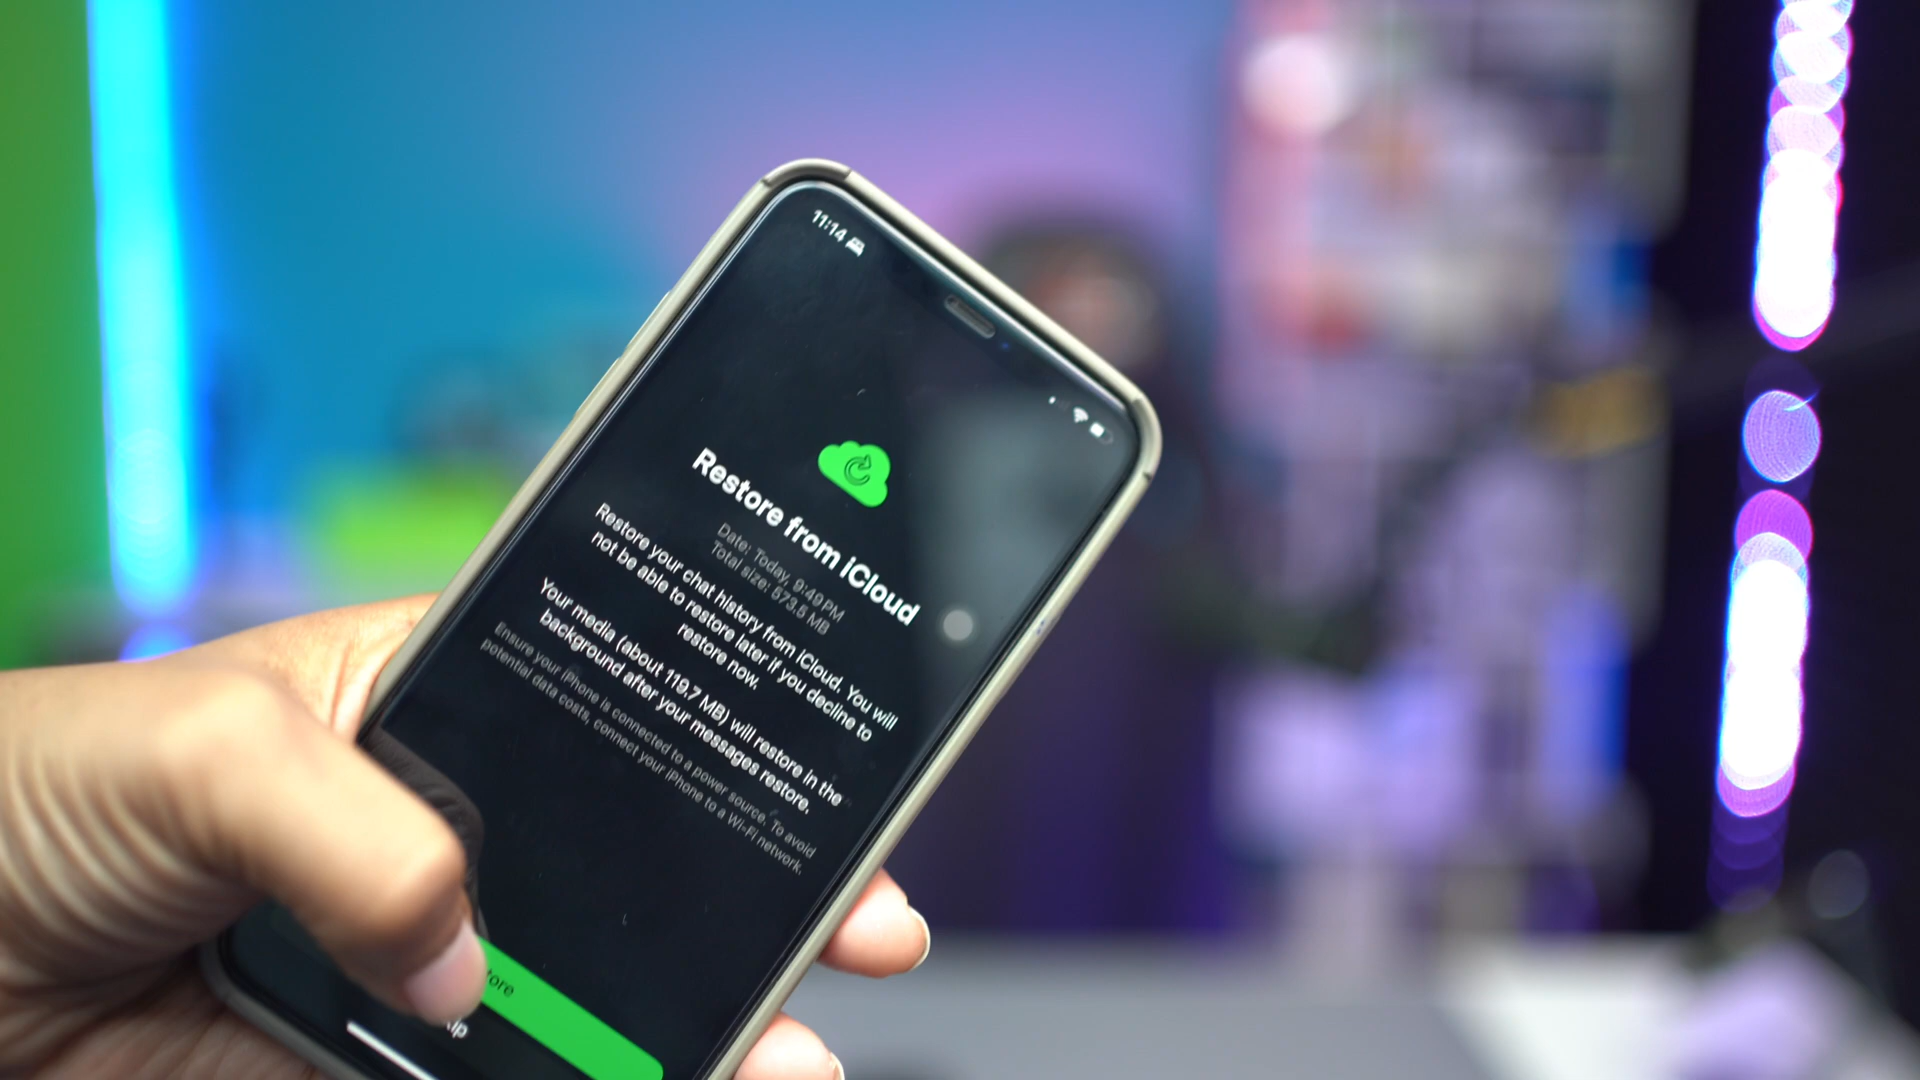 11:14
Restore from iCloud
Date: Today, 9:49 PM
Total size: 573.5 MB
Restore your chat history from iCloud. You will
not be able to restore later if you decline to
restore now.
Your media (about 119.7 MB) will restore in the
background after your messages restore.
Ensure your iPhone is connected to a power source. To avoid
potential data costs, connect your iPhone to a Wi-Fi network.